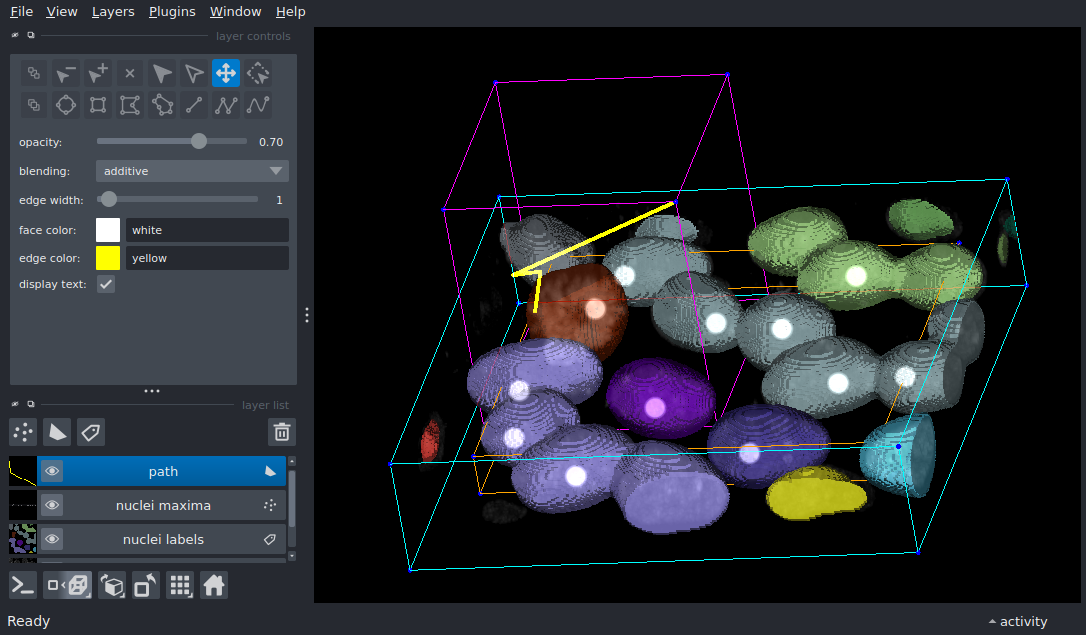 File View Layers Plugins Window Help
layer controls
opacity: 0.70
blending: additive
edge width: 1
face color: white
edge color: yellow
display text:
layer list
path
nuclei maxima
nuclei labels
Ready activity